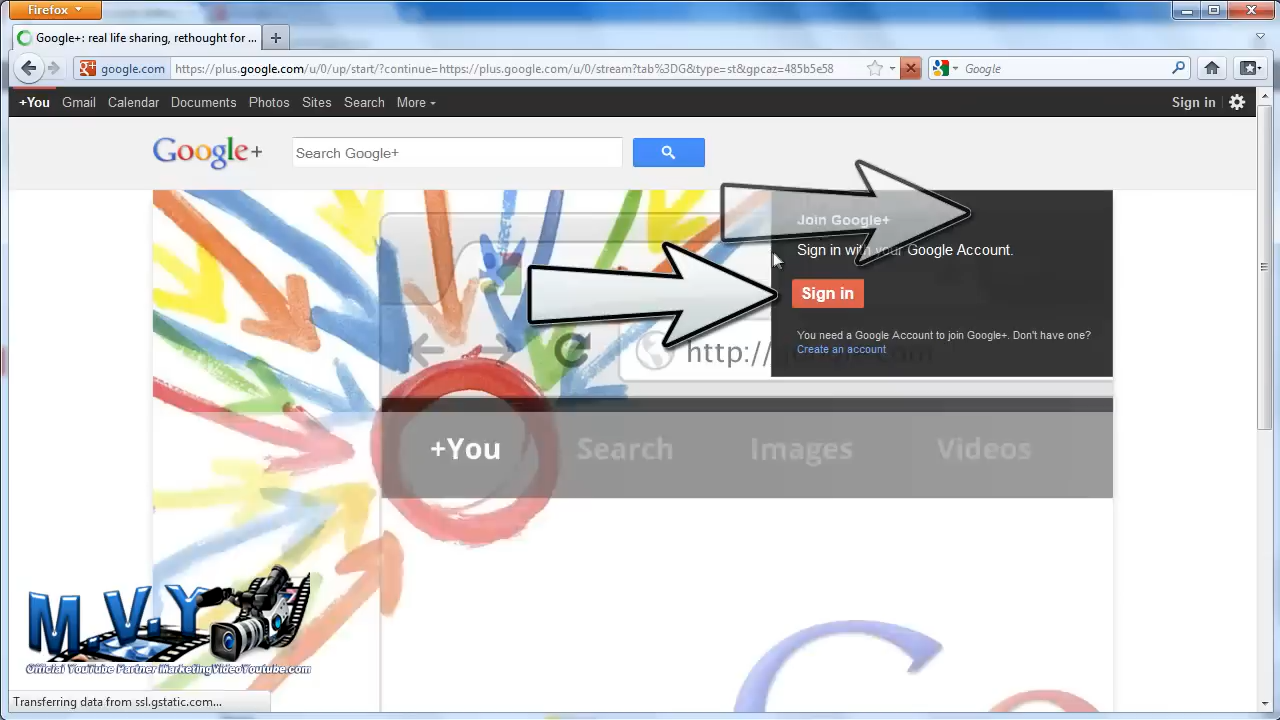 Firefox
Google+: real life sharing, rethought for ...
google.com https://plus.google.com/u/0/up/start/?continue=https://plus.google.com/u/0/stream?tab%3DG&type=st&gpcaz=485b5e58
Google
+You Gmail Calendar Documents Photos Sites Search More
Sign in
Google+
Search Google+
Join Google+
Sign in with your Google Account.
Sign in
You need a Google Account to join Google+. Don't have one?
Create an account
http://
+You Search Images Videos
M.V.Y
Official YouTube Partner MarketingVideoYoutube.com
Transferring data from ssl.gstatic.com...